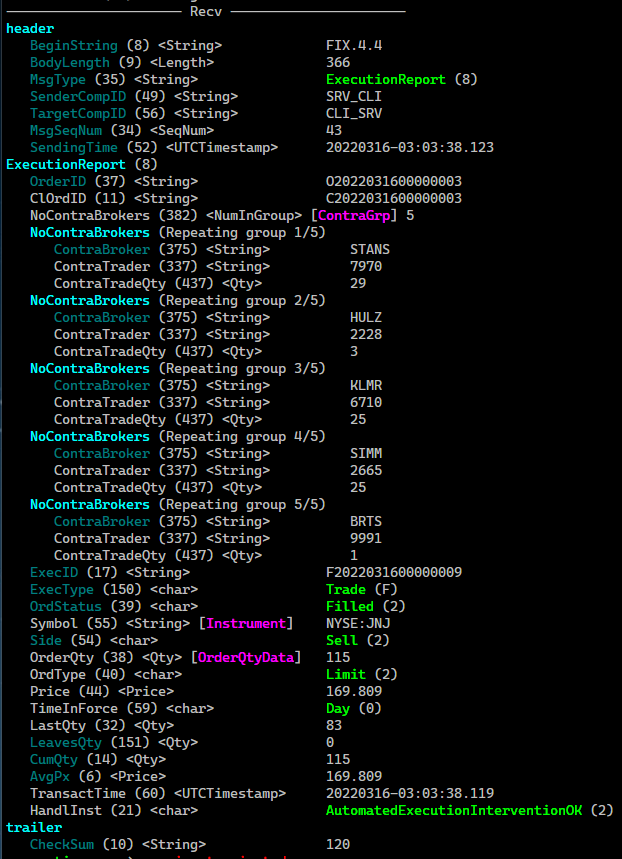 Recv
header
BeginString (8) <String> FIX.4.4
BodyLength (9) <Length> 366
MsgType (35) <String> ExecutionReport (8)
SenderCompID (49) <String> SRV_CLI
TargetCompID (56) <String> CLI_SRV
MsgSeqNum (34) <SeqNum> 43
SendingTime (52) <UTCTimestamp> 20220316-03:03:38.123
ExecutionReport (8)
OrderID (37) <String> O2022031600000003
ClOrdID (11) <String> C2022031600000003
NoContraBrokers (382) <NumInGroup> [ContraGrp] 5
NoContraBrokers (Repeating group 1/5)
ContraBroker (375) <String> STANS
ContraTrader (337) <String> 7970
ContraTradeQty (437) <Qty> 29
NoContraBrokers (Repeating group 2/5)
ContraBroker (375) <String> HULZ
ContraTrader (337) <String> 2228
ContraTradeQty (437) <Qty> 3
NoContraBrokers (Repeating group 3/5)
ContraBroker (375) <String> KLMR
ContraTrader (337) <String> 6710
ContraTradeQty (437) <Qty> 25
NoContraBrokers (Repeating group 4/5)
ContraBroker (375) <String> SIMM
ContraTrader (337) <String> 2665
ContraTradeQty (437) <Qty> 25
NoContraBrokers (Repeating group 5/5)
ContraBroker (375) <String> BRTS
ContraTrader (337) <String> 9991
ContraTradeQty (437) <Qty> 1
ExecID (17) <String> F2022031600000009
ExecType (150) <char> Trade (F)
OrdStatus (39) <char> Filled (2)
Symbol (55) <String> [Instrument] NYSE:JNJ
Side (54) <char> Sell (2)
OrderQty (38) <Qty> [OrderQtyData] 115
OrdType (40) <char> Limit (2)
Price (44) <Price> 169.809
TimeInForce (59) <char> Day (0)
LastQty (32) <Qty> 83
LeavesQty (151) <Qty> 0
CumQty (14) <Qty> 115
AvgPx (6) <Price> 169.809
TransactTime (60) <UTCTimestamp> 20220316-03:03:38.119
HandlInst (21) <char> AutomatedExecutionInterventionOK (2)
trailer
CheckSum (10) <String> 120